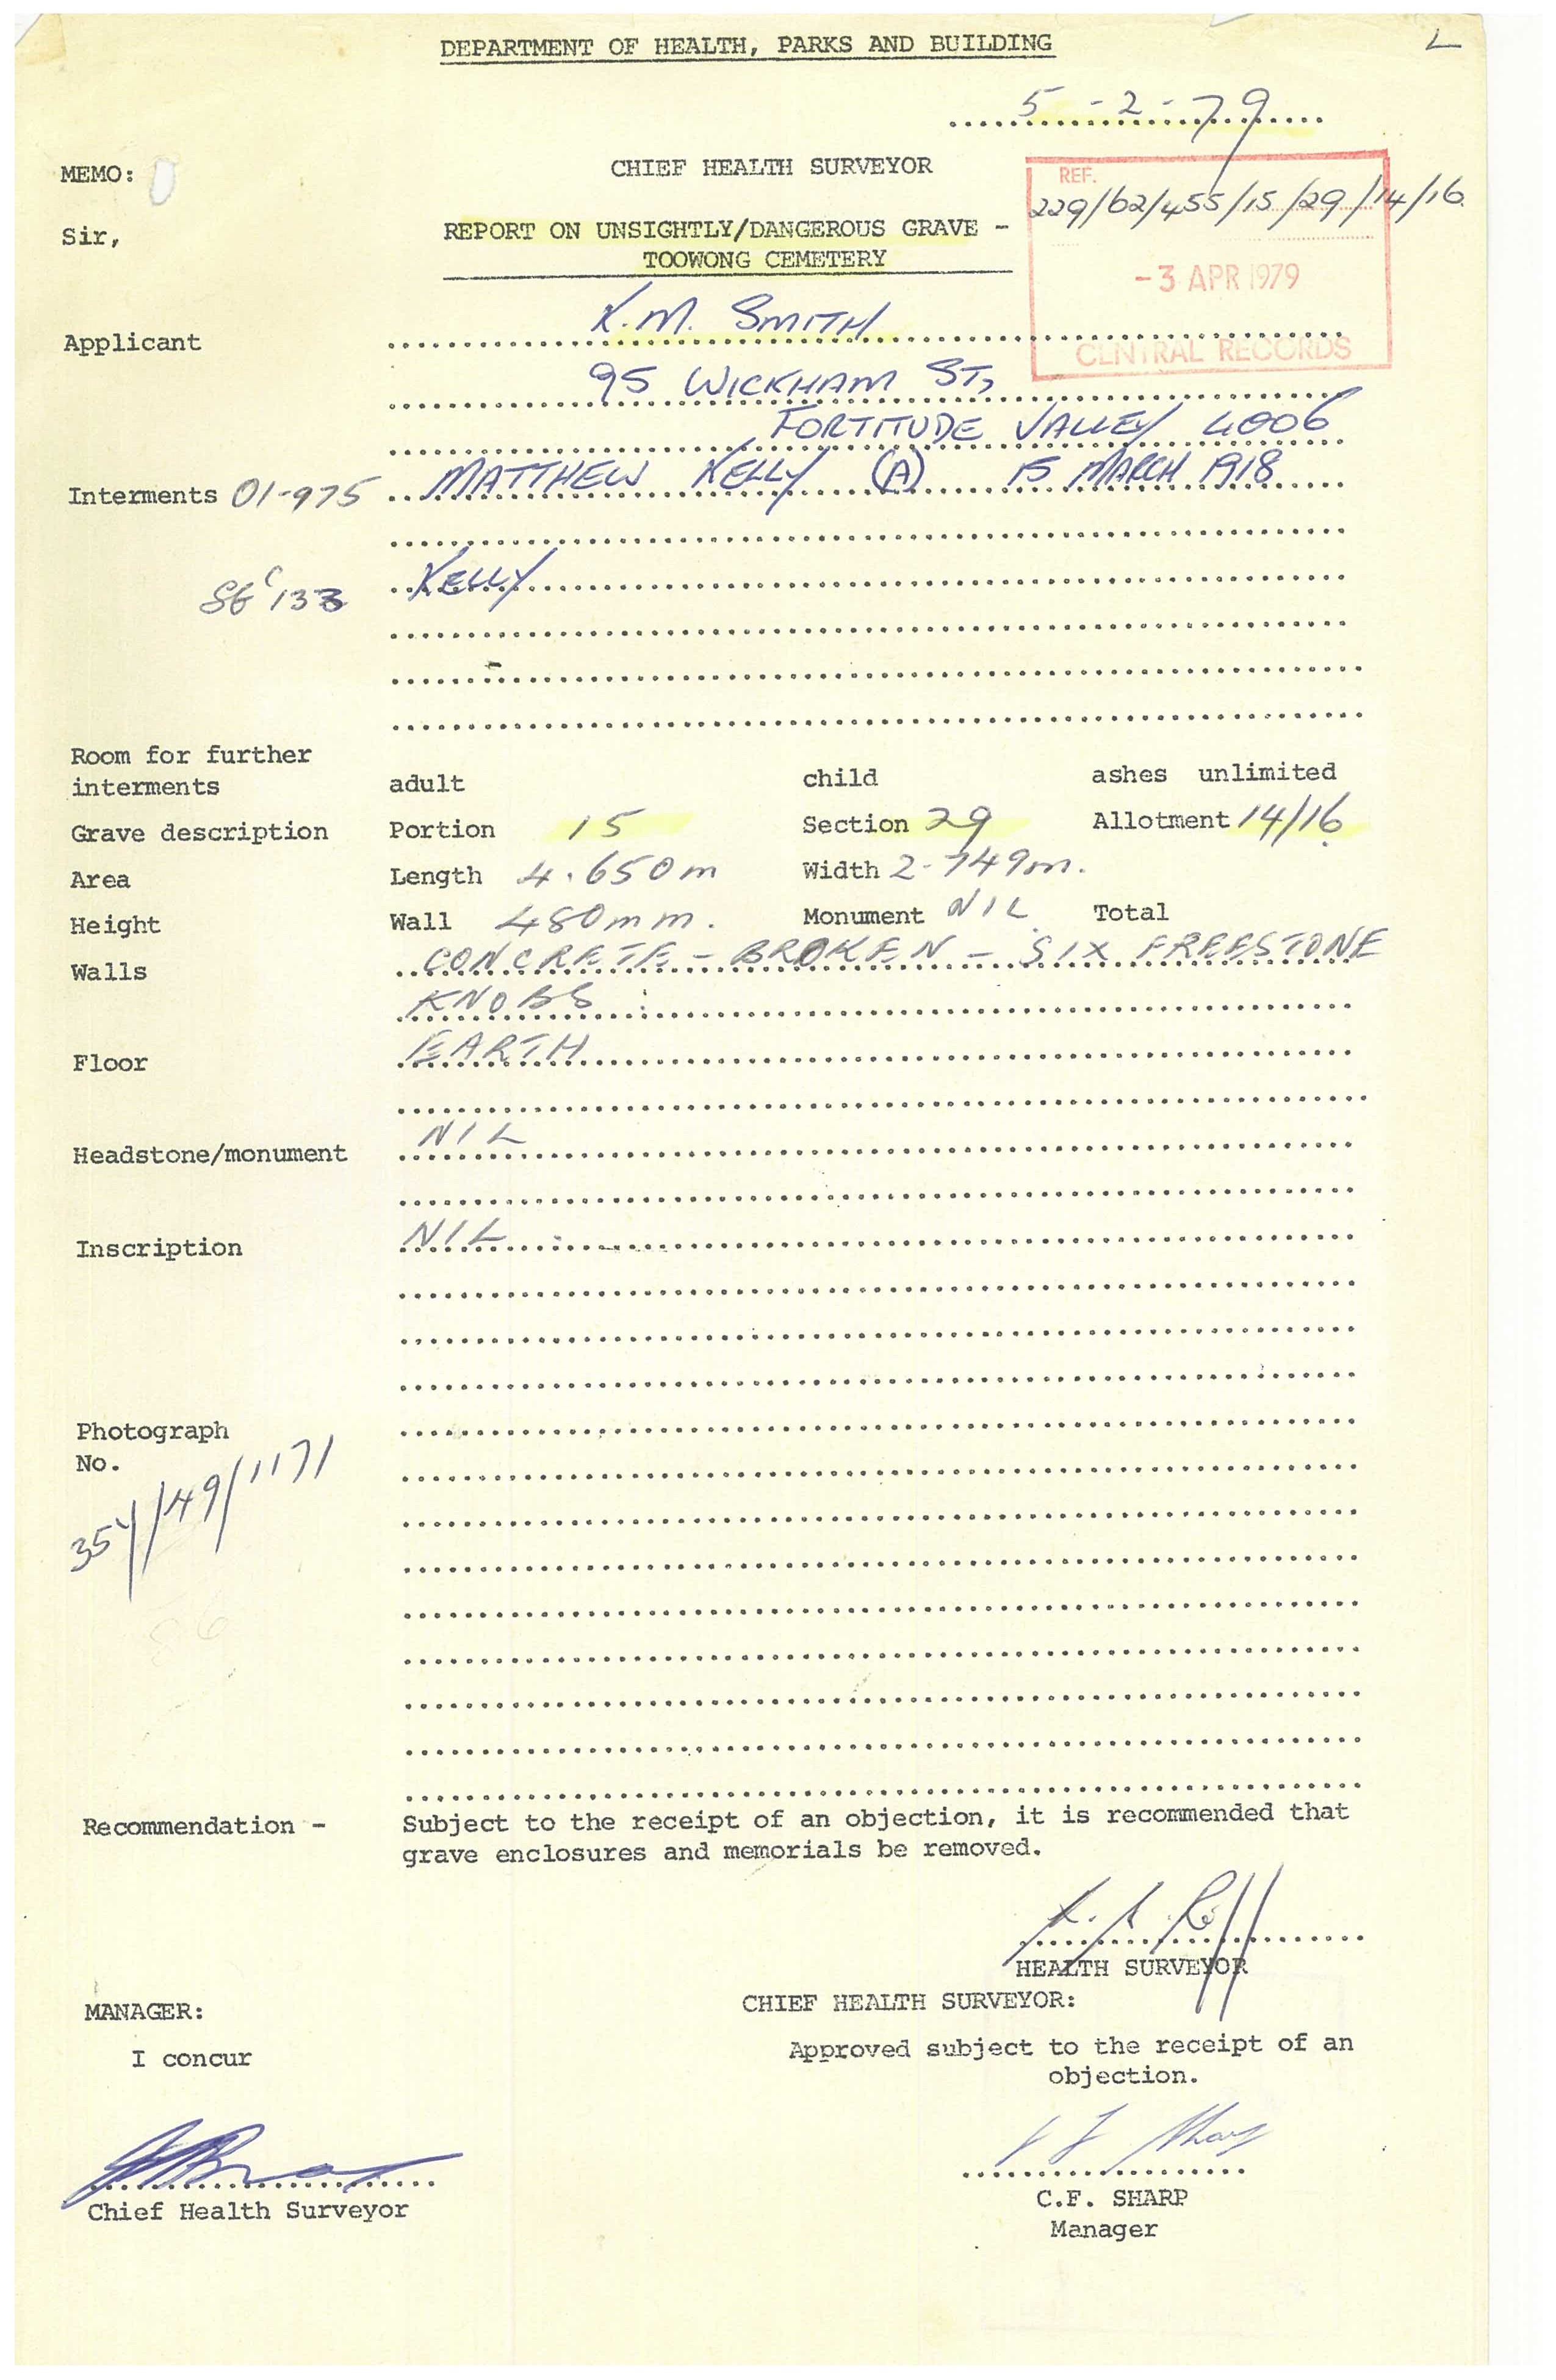 DEPARTMENT OF HEALTH, PARKS AND BUILDING
5 - 2 - 79
MEMO:
CHIEF HEALTH SURVEYOR
REF.
229/62/455/15/29/14/16
Sir,
REPORT ON UNSIGHTLY/DANGEROUS GRAVE -
TOOWONG CEMETERY
-3 APR 1979
CENTRAL RECORDS
Applicant K.M. SMITH
95 WICKHAM ST,
FORTITUDE VALLEY 4006
Interments 01-975 MATTHEW KELLY (A) 15 MARCH 1918
KELLY
Room for further
interments adult child ashes unlimited
Grave description Portion 15 Section 29 Allotment 14/16
Area Length 4.650m Width 2-749m.
Height Wall 480mm. Monument NIL Total
Walls CONCRETE - BROKEN - SIX FREESTONE
KNOBS
Floor EARTH
Headstone/monument NIL
Inscription NIL
Photograph
No.
/149/1171
Recommendation - Subject to the receipt of an objection, it is recommended that
grave enclosures and memorials be removed.
HEALTH SURVEYOR
MANAGER:
CHIEF HEALTH SURVEYOR:
I concur
Approved subject to the receipt of an
objection.
Chief Health Surveyor
C.F. SHARP
Manager